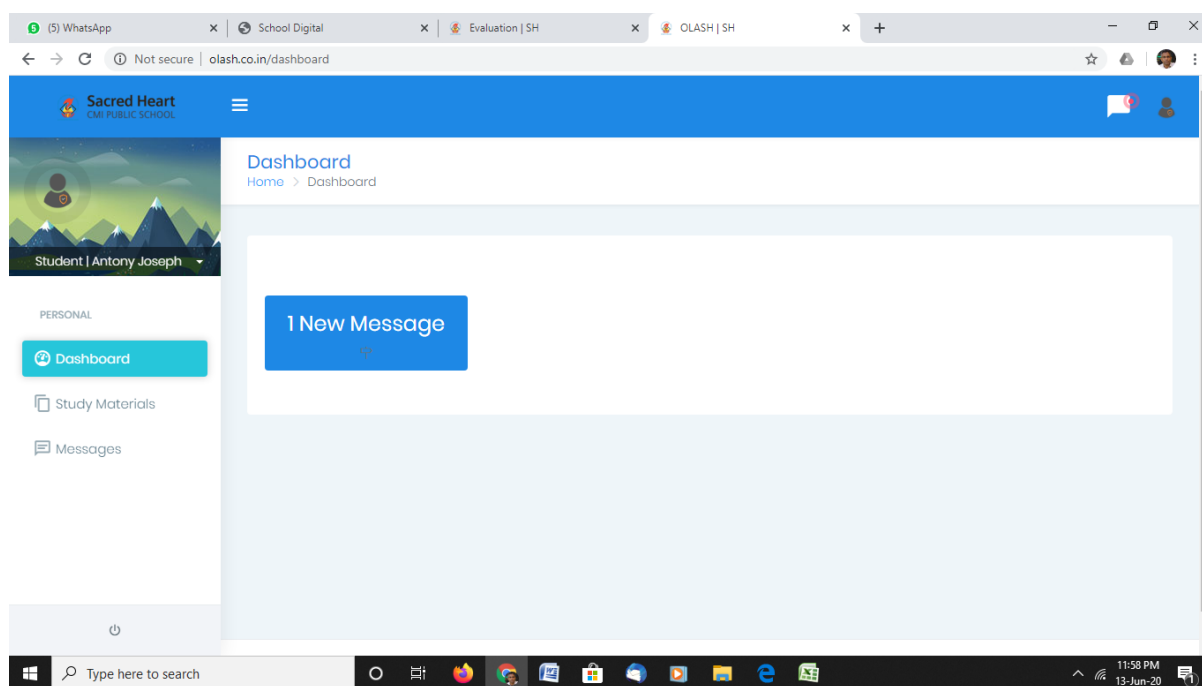 (5) WhatsApp
School Digital
Evaluation | SH
OLASH | SH
Not secure | olash.co.in/dashboard
Sacred Heart
CMI PUBLIC SCHOOL
Dashboard
Home > Dashboard
Student | Antony Joseph
1 New Message
PERSONAL
Dashboard
Study Materials
Messages
Type here to search
11:58 PM
13-Jun-20